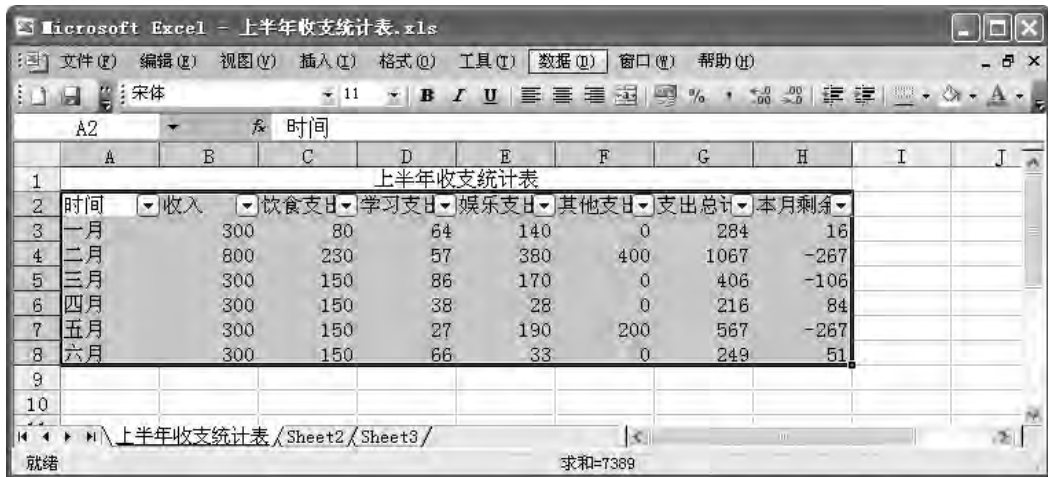 Microsoft Excel - 上半年收支统计表.xls
文件(F) 编辑(E) 视图(V) 插入(I) 格式(O) 工具(T) 数据(D) 窗口(W) 帮助(H)
宋体 11 B I U % A
A2 fx 时间
A B C D E F G H I J
1 上半年收支统计表
2 时间 收入 饮食支出 学习支出 娱乐支出 其他支出 支出总计 本月剩余
3 一月 300 80 64 140 0 284 16
4 二月 800 230 57 380 400 1067 -267
5 三月 300 150 86 170 0 406 -106
6 四月 300 150 38 28 0 216 84
7 五月 300 150 27 190 200 567 -267
8 六月 300 150 66 33 0 249 51
9
10
上半年收支统计表 / Sheet2 / Sheet3 /
就绪 求和=7389